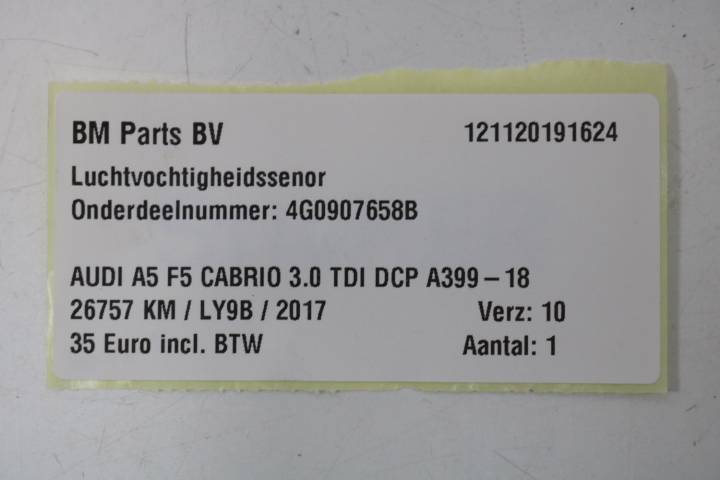 BM Parts BV 121120191624
Luchtvochtigheidssenor
Onderdeelnummer: 4G0907658B
AUDI A5 F5 CABRIO 3.0 TDI DCP A399 – 18
26757 KM / LY9B / 2017 Verz: 10
35 Euro incl. BTW Aantal: 1